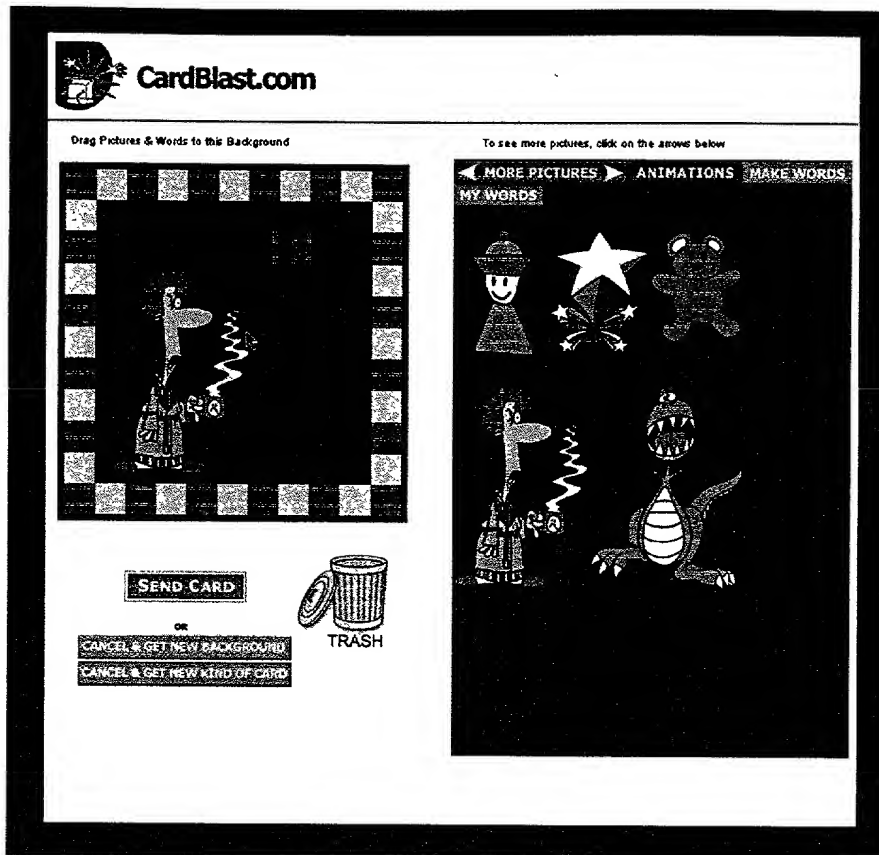 CardBlast.com
Drag Pictures & Words to this Background
To see more pictures, click on the arrows below
MORE PICTURES ANIMATIONS MAKE WORDS
MY WORDS
SEND CARD
OR
CANCEL & GET NEW BACKGROUND
CANCEL & GET NEW KIND OF CARD
TRASH